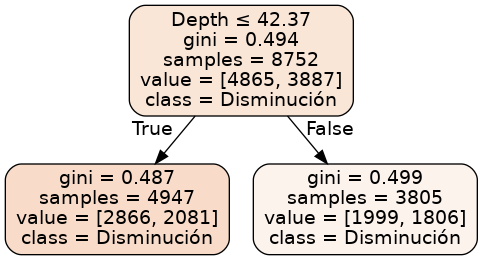 Depth ≤ 42.37
gini = 0.494
samples = 8752
value = [4865, 3887]
class = Disminución
True
False
gini = 0.487
samples = 4947
value = [2866, 2081]
class = Disminución
gini = 0.499
samples = 3805
value = [1999, 1806]
class = Disminución